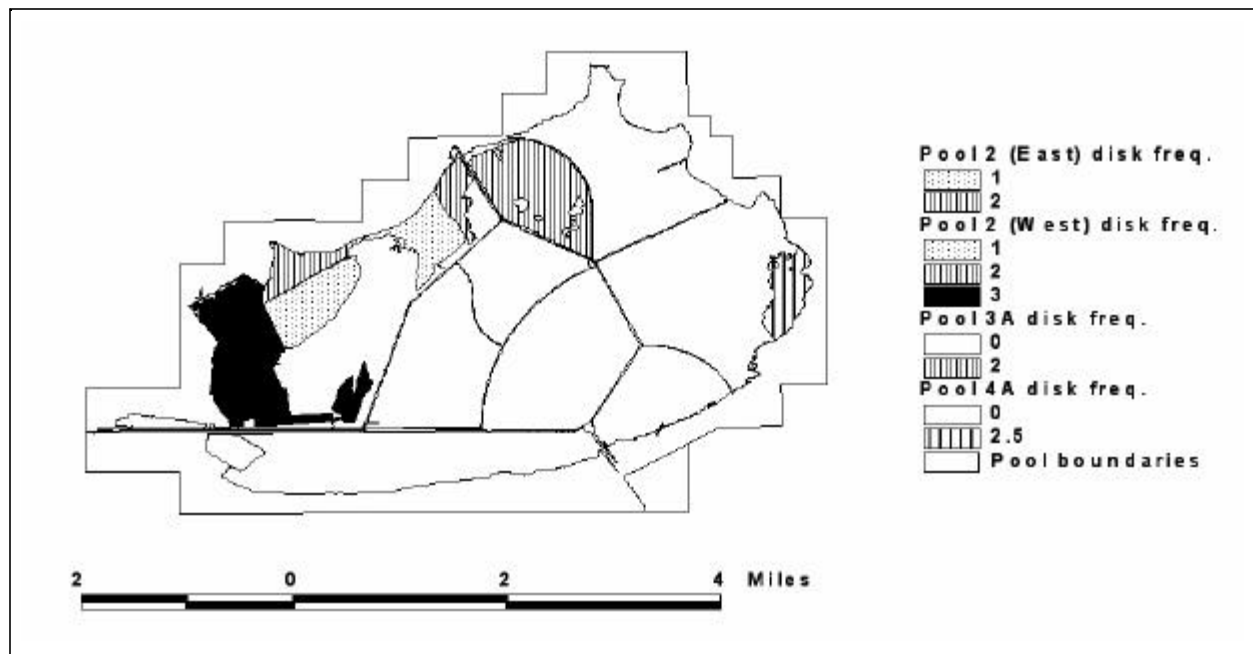 Pool 2 (East) disk freq.
1
2
Pool 2 (West) disk freq.
1
2
3
Pool 3A disk freq.
0
2
Pool 4A disk freq.
0
2.5
Pool boundaries
2 0 2 4 Miles